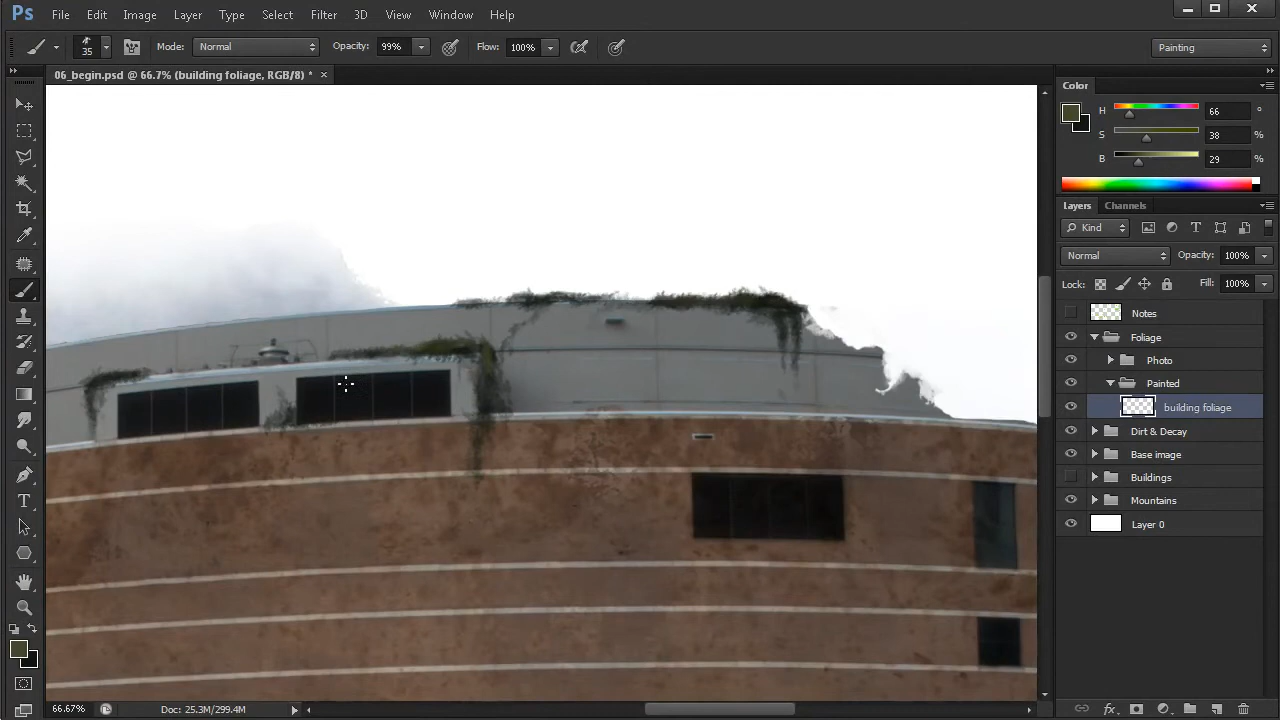 Ps File Edit Image Layer Type Select Filter 3D View Window Help
35 Mode: Normal Opacity: 99% Flow: 100% Painting
06_begin.psd @ 66.7% (building foliage, RGB/8) * ×
Color
H 66 °
S 38 %
B 29 %
Layers Channels
Kind
Normal Opacity: 100%
Lock: Fill: 100%
Notes
Foliage
Photo
Painted
building foliage
Dirt & Decay
Base image
Buildings
Mountains
Layer 0
66.67% Doc: 25.3M/299.4M